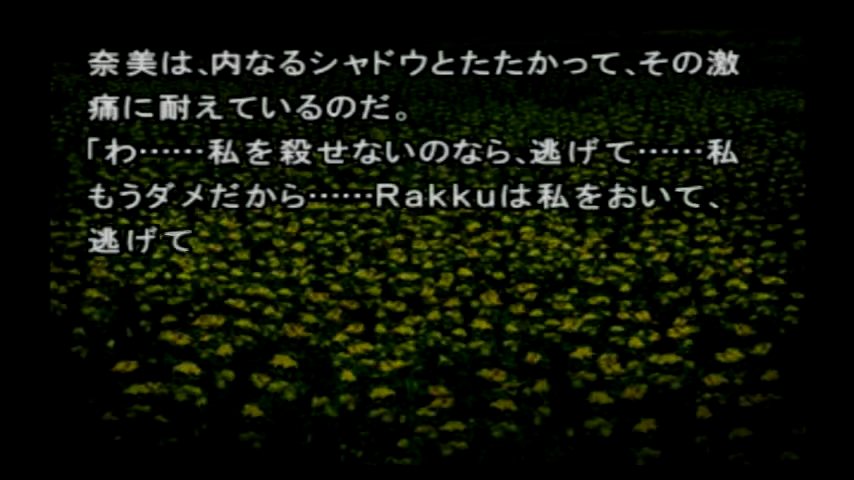 奈美は、内なるシャドウとたたかって、その激
痛に耐えているのだ。
「わ……私を殺せないのなら、逃げて……私
もうダメだから……Rakkuは私をおいて、
逃げて